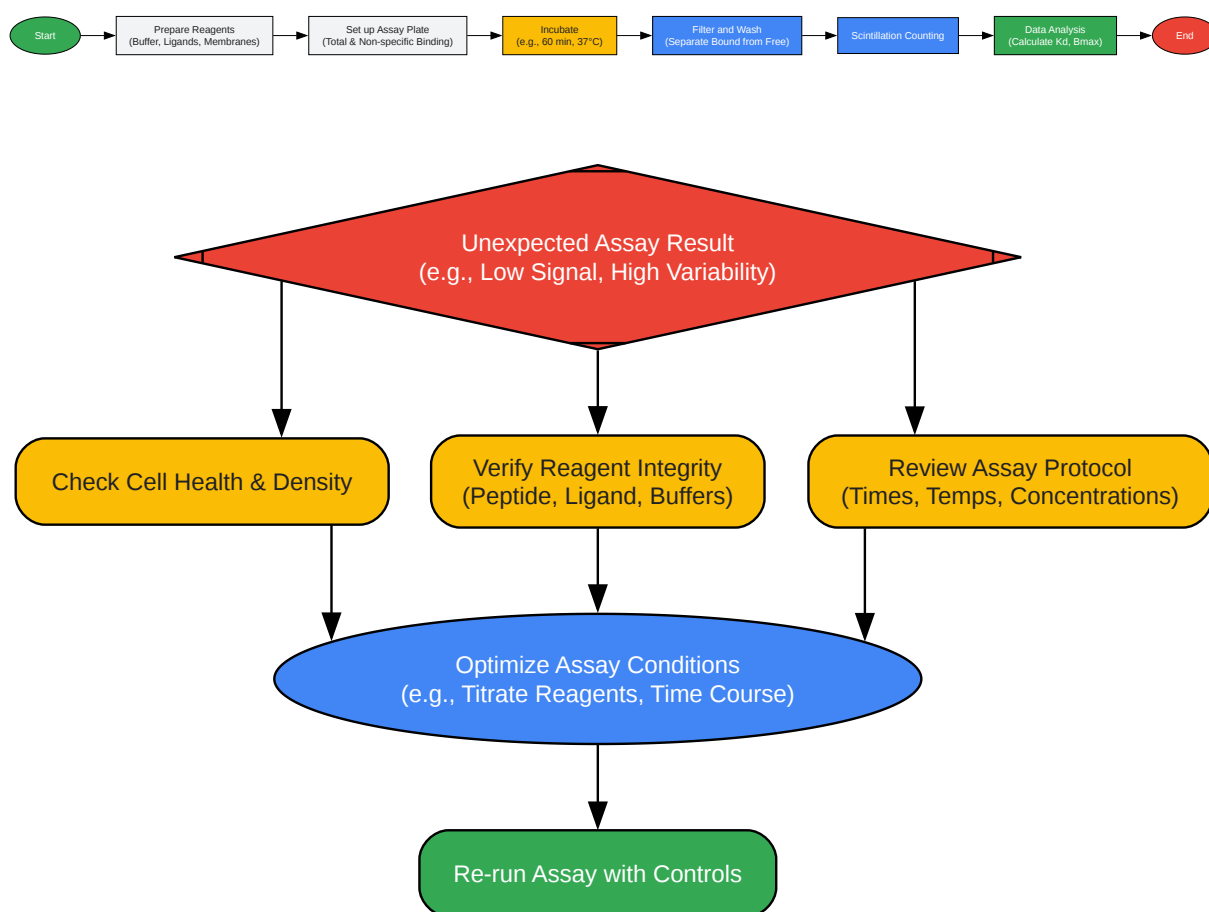 Start
Prepare Reagents
(Buffer, Ligands, Membranes)
Set up Assay Plate
(Total & Non-specific Binding)
Incubate
(e.g., 60 min, 37°C)
Filter and Wash
(Separate Bound from Free)
Scintillation Counting
Data Analysis
(Calculate Kd, Bmax)
End
Unexpected Assay Result
(e.g., Low Signal, High Variability)
Check Cell Health & Density
Verify Reagent Integrity
(Peptide, Ligand, Buffers)
Review Assay Protocol
(Times, Temps, Concentrations)
Optimize Assay Conditions
(e.g., Titrate Reagents, Time Course)
Re-run Assay with Controls